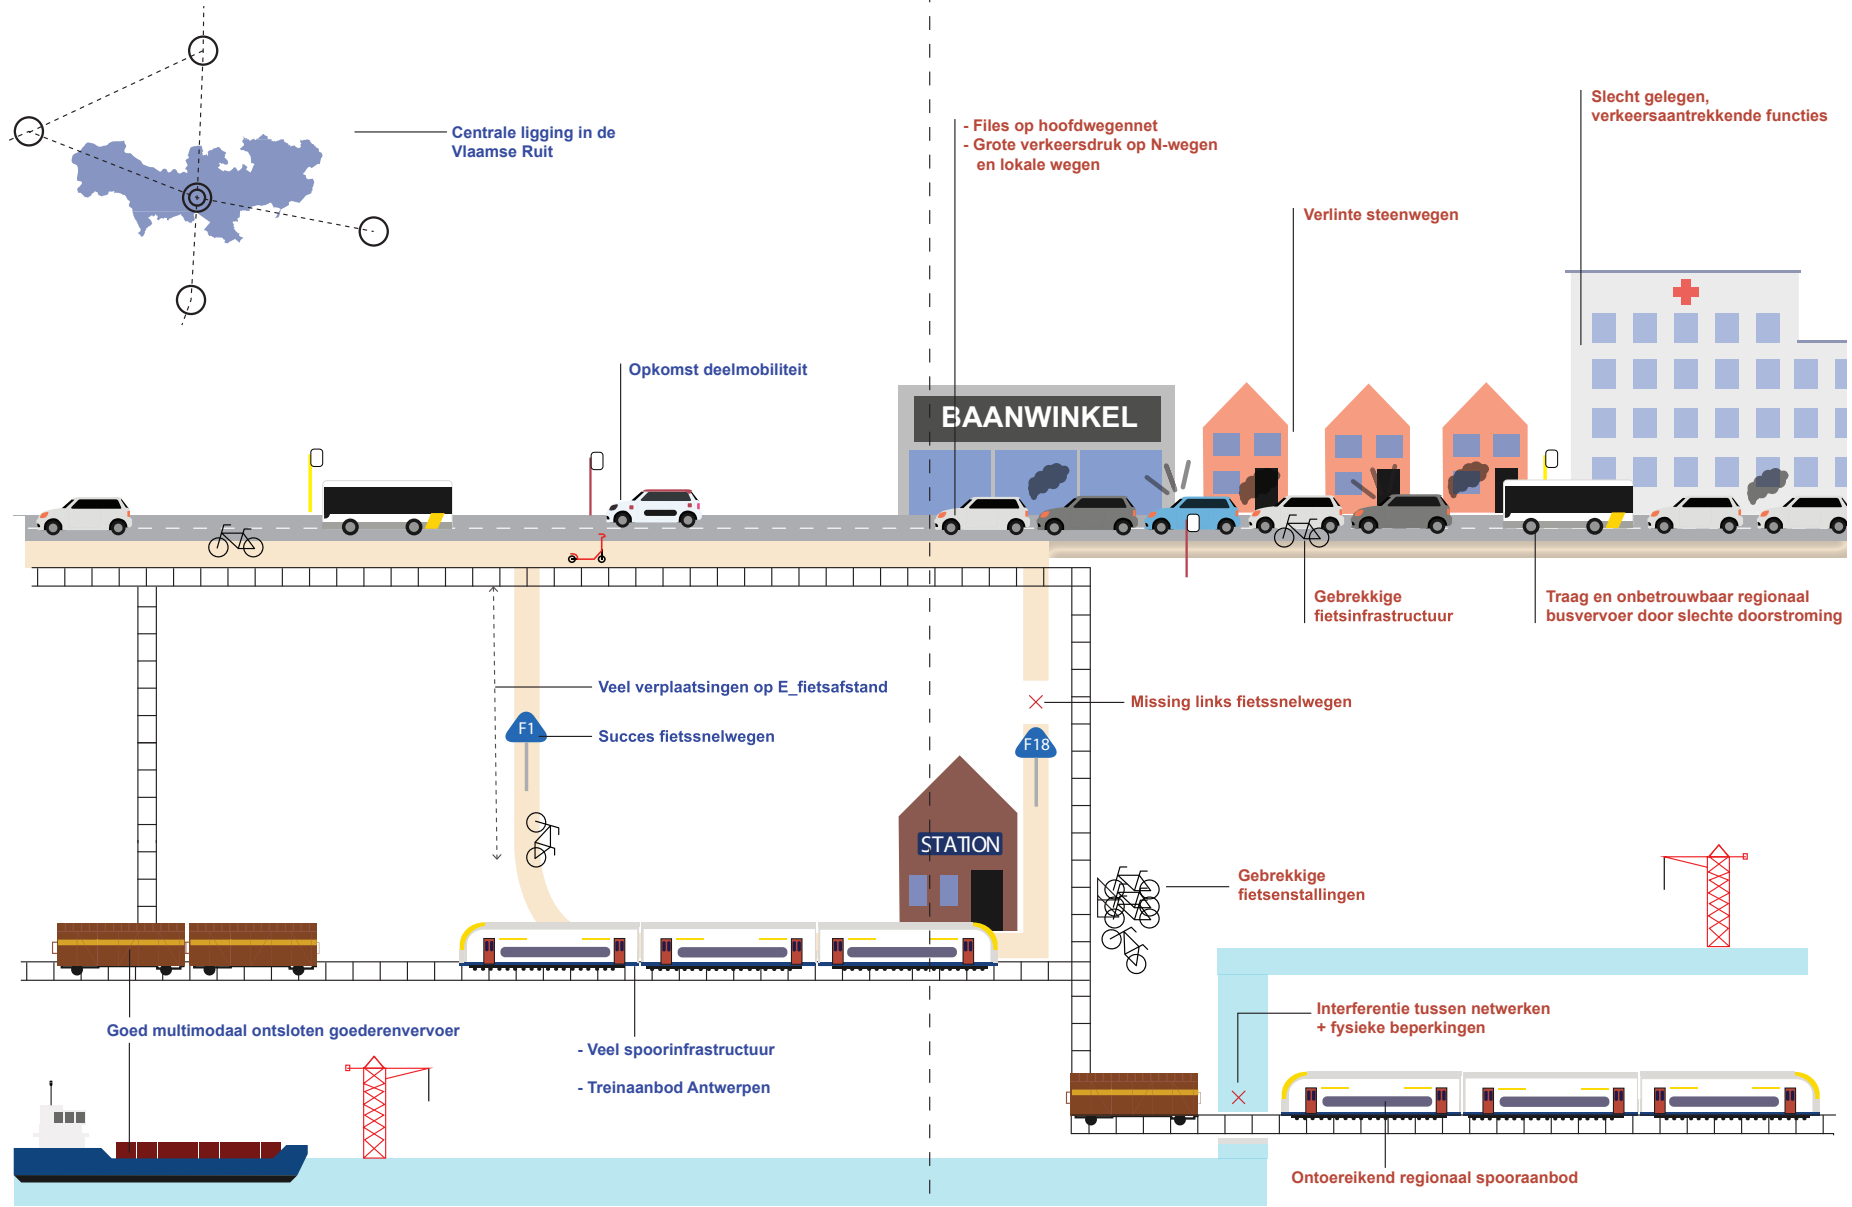 Centrale ligging in de
Vlaamse Ruit
- Files op hoofdwegennet
- Grote verkeersdruk op N-wegen
en lokale wegen
Slecht gelegen,
verkeersaantrekkende functies
Verlinte steenwegen
Opkomst deelmobiliteit
BAANWINKEL
Gebrekkige
fietsinfrastructuur
Traag en onbetrouwbaar regionaal
busvervoer door slechte doorstroming
Veel verplaatsingen op E_fietsafstand
F1
Succes fietssnelwegen
Missing links fietssnelwegen
F18
STATION
Gebrekkige
fietsenstallingen
Goed multimodaal ontsloten goederenvervoer
- Veel spoorinfrastructuur
- Treinaanbod Antwerpen
Interferentie tussen netwerken
+ fysieke beperkingen
Ontoereikend regionaal spooraanbod